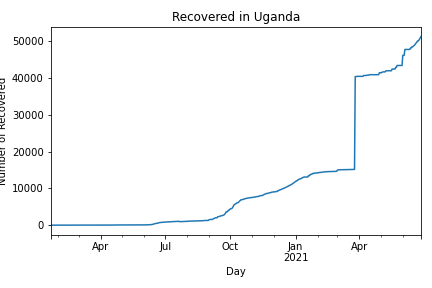 Recovered in Uganda
Number of Recovered
50000
40000
30000
20000
10000
0
Apr
Jul
Oct
Jan
2021
Apr
Day